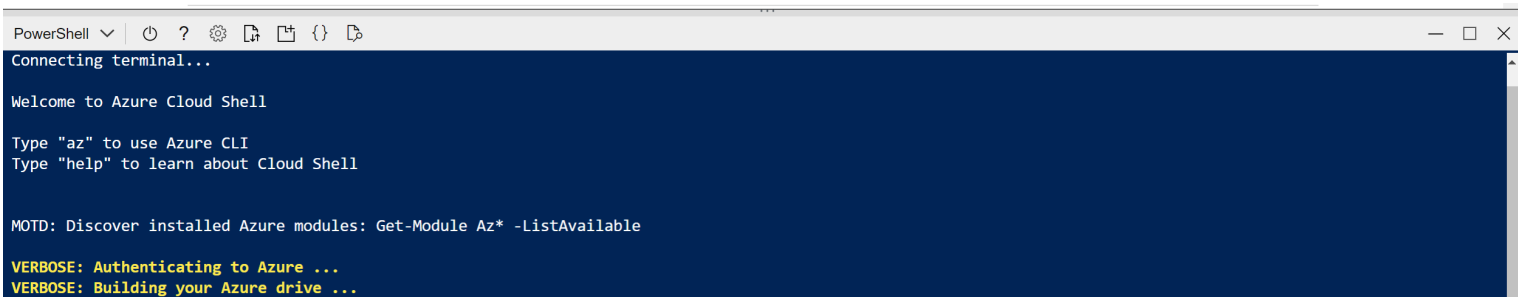 PowerShell
Connecting terminal...
Welcome to Azure Cloud Shell
Type "az" to use Azure CLI
Type "help" to learn about Cloud Shell
MOTD: Discover installed Azure modules: Get-Module Az* -ListAvailable
VERBOSE: Authenticating to Azure ...
VERBOSE: Building your Azure drive ...